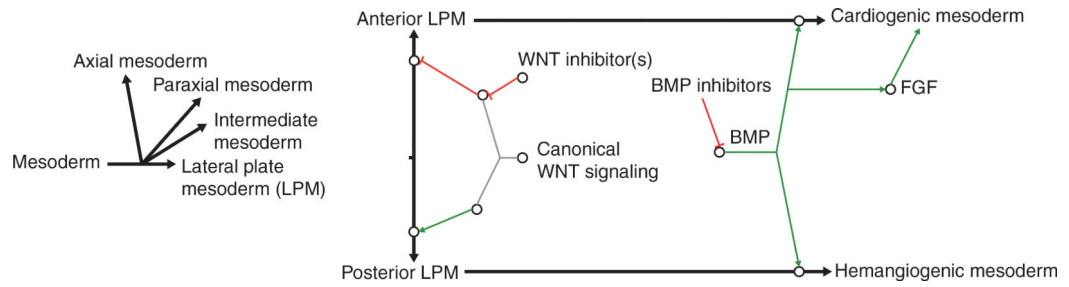 Axial mesoderm
Paraxial mesoderm
Intermediate
mesoderm
Mesoderm
Lateral plate
mesoderm (LPM)
Anterior LPM
Cardiogenic mesoderm
WNT inhibitor(s)
BMP inhibitors
FGF
BMP
Canonical
WNT signaling
Posterior LPM
Hemangiogenic mesoderm